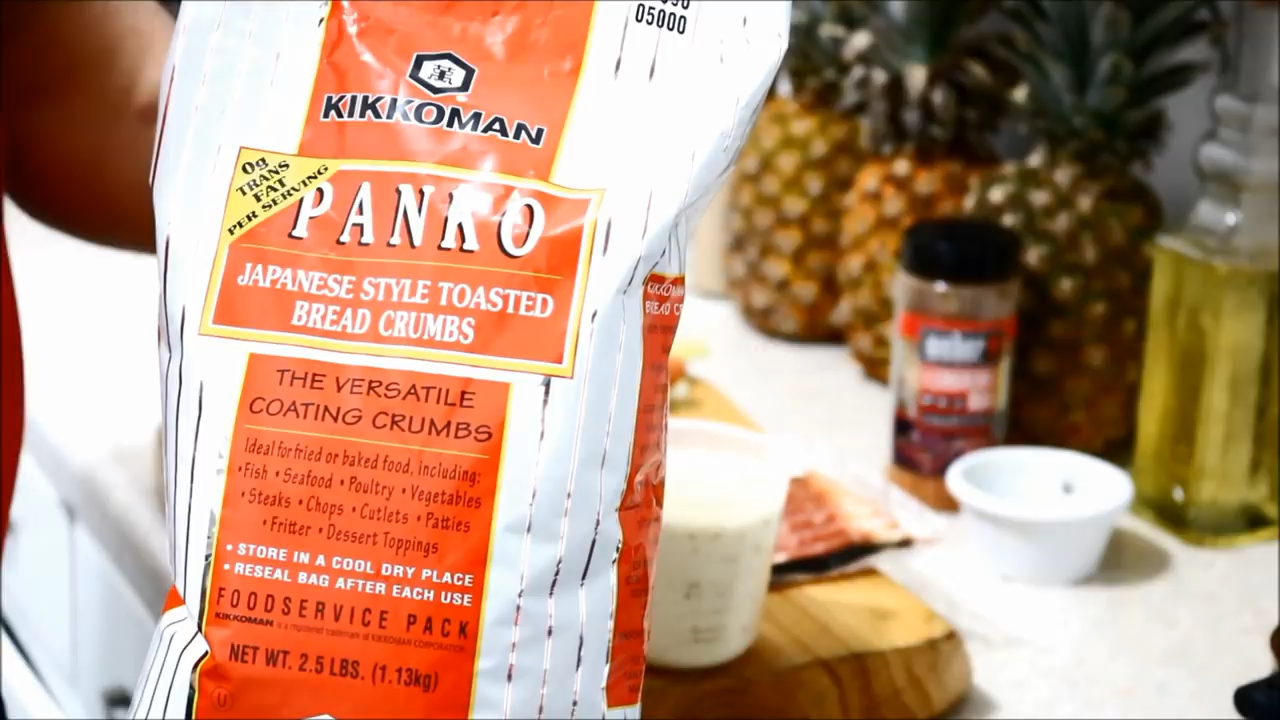 05000
KIKKOMAN
0g
TRANS
FAT
PER SERVING
PANKO
JAPANESE STYLE TOASTED
BREAD CRUMBS
THE VERSATILE
COATING CRUMBS
Ideal for fried or baked food, including:
•Fish •Seafood •Poultry •Vegetables
•Steaks •Chops •Cutlets •Patties
•Fritter •Dessert Toppings
• STORE IN A COOL DRY PLACE
• RESEAL BAG AFTER EACH USE
FOODSERVICE PACK
KIKKOMAN is a registered trademark of KIKKOMAN CORPORATION.
NET WT. 2.5 LBS. (1.13kg)
U
KIKKOMAN
BREAD